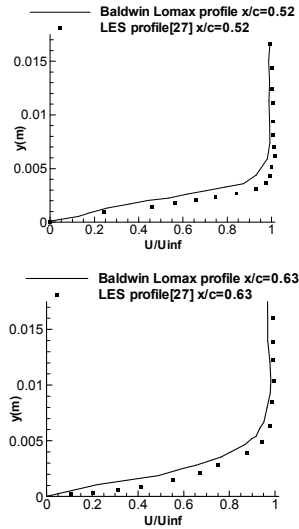 Baldwin Lomax profile x/c=0.52
LES profile[27] x/c=0.52
0.015
0.01
0.005
0
y(m)
0 0.2 0.4 0.6 0.8 1
U/Uinf
Baldwin Lomax profile x/c=0.63
LES profile[27] x/c=0.63
0.015
0.01
0.005
0
y(m)
0 0.2 0.4 0.6 0.8 1
U/Uinf